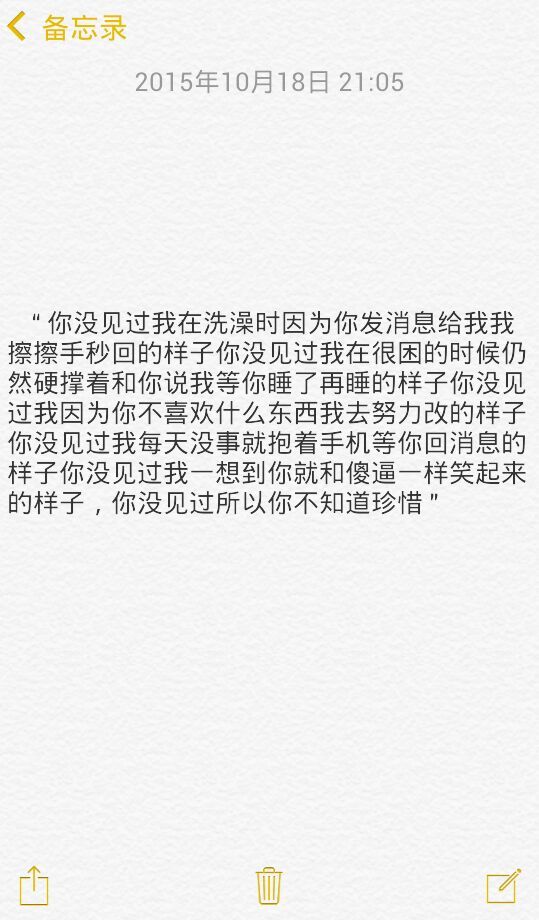 备忘录
2015年10月18日 21:05
“你没见过我在洗澡时因为你发消息给我我
擦擦手秒回的样子你没见过我在很困的时候仍
然硬撑着和你说我等你睡了再睡的样子你没见
过我因为你不喜欢什么东西我去努力改的样子
你没见过我每天没事就抱着手机等你回消息的
样子你没见过我一想到你就和傻逼一样笑起来
的样子，你没见过所以你不知道珍惜”